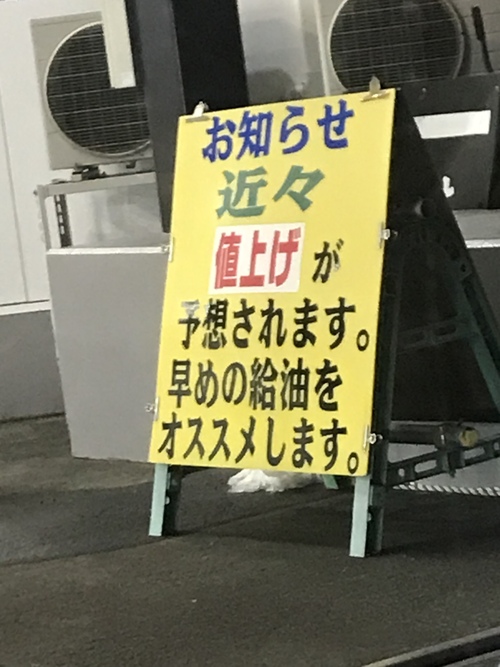 お知らせ
近々
値上げが
予想されます。
早めの給油を
オススメします。